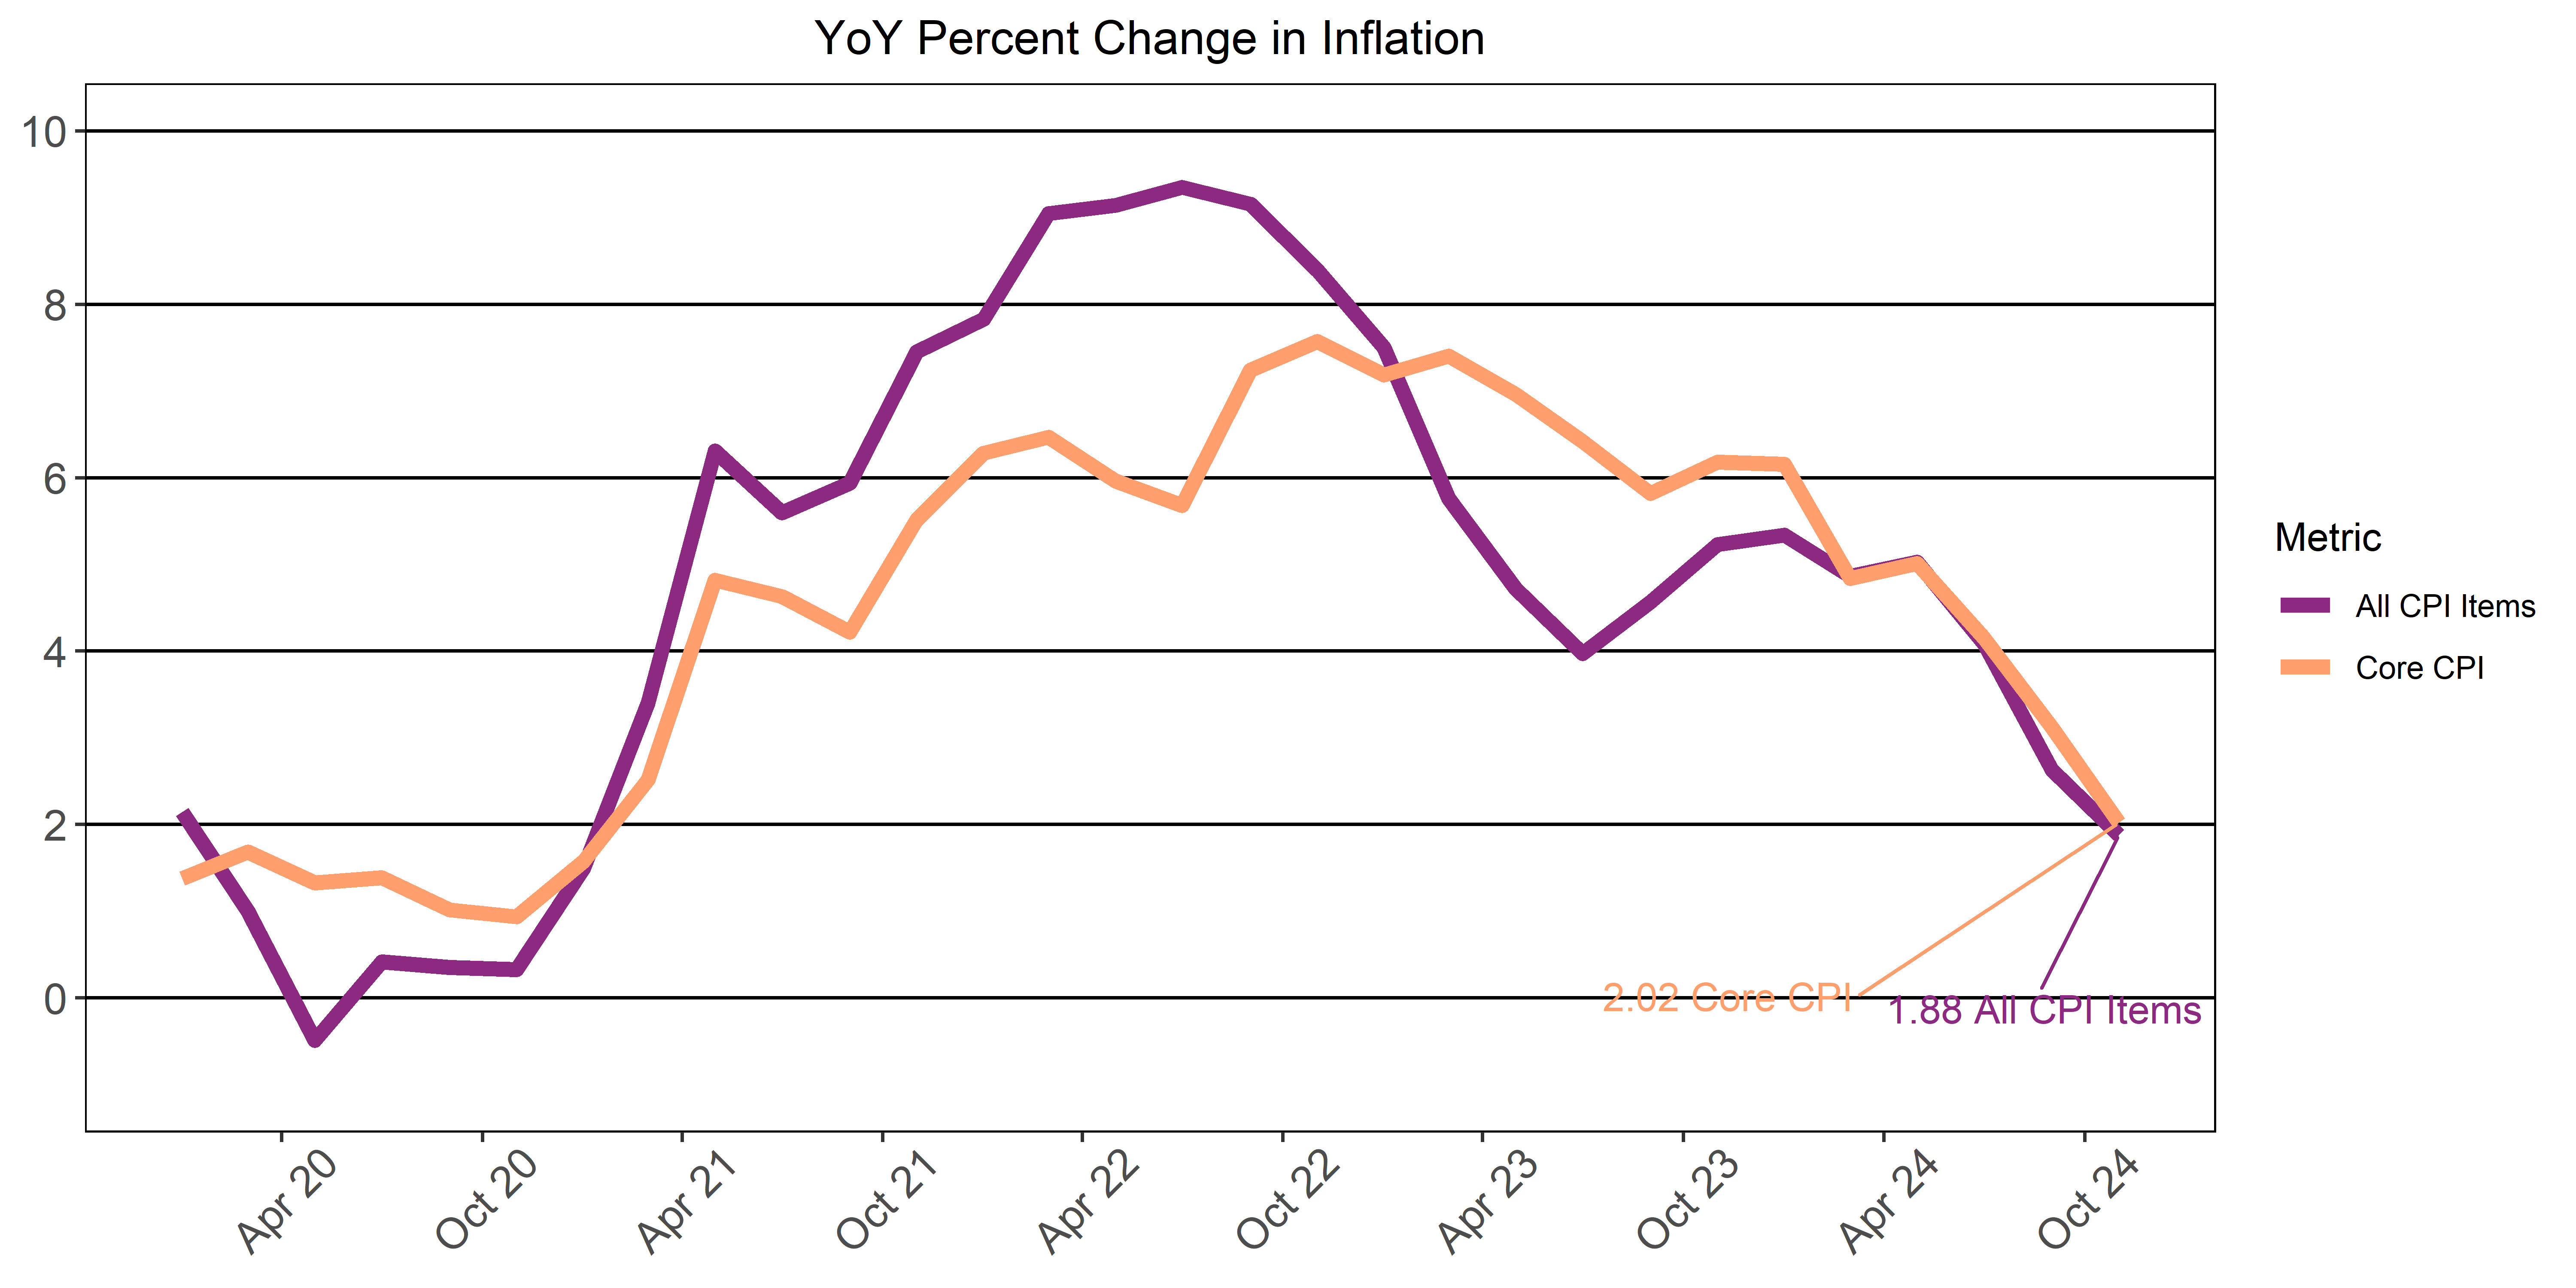 YoY Percent Change in Inflation
10
8
6
4
2
0
2.02 Core CPI
1.88 All CPI Items
Apr 20
Oct 20
Apr 21
Oct 21
Apr 22
Oct 22
Apr 23
Oct 23
Apr 24
Oct 24
Metric
All CPI Items
Core CPI